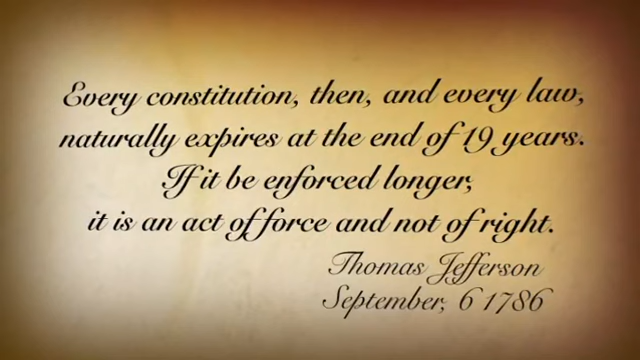 Every constitution, then, and every law,
naturally expires at the end of 19 years.
If it be enforced longer,
it is an act of force and not of right.
Thomas Jefferson
September, 6 1786